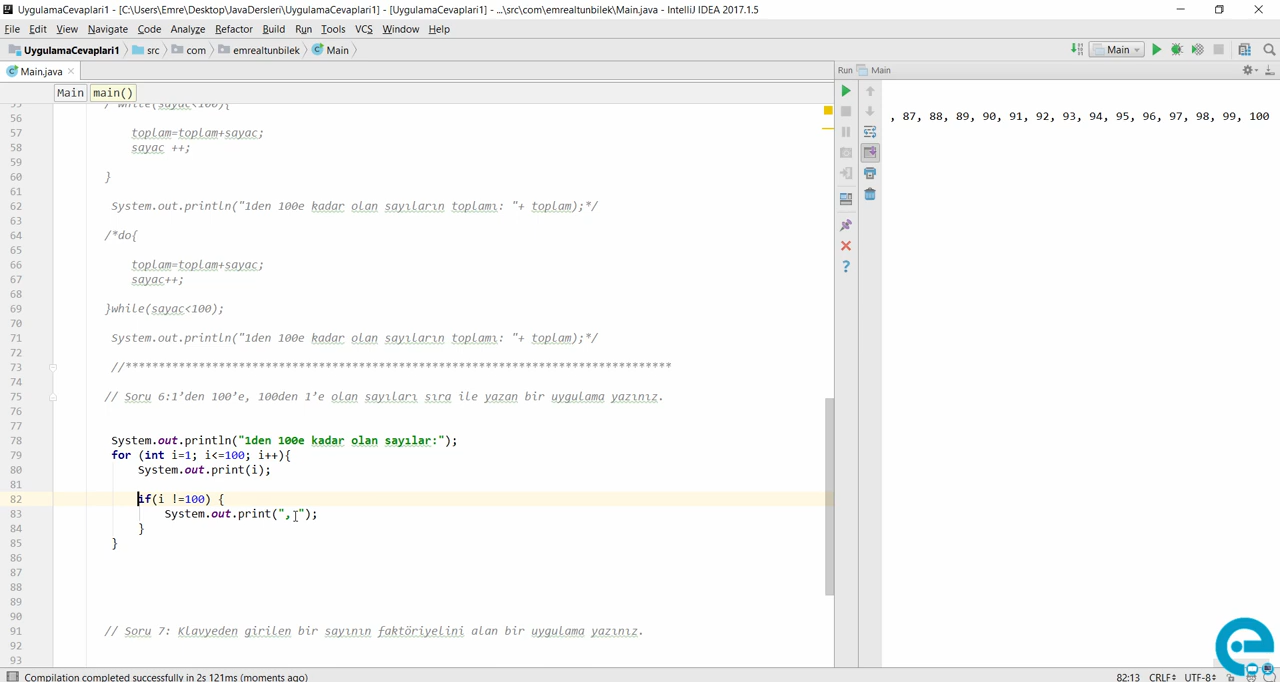 UygulamaCevaplari1 - [C:\Users\Emre\Desktop\JavaDersleri\UygulamaCevaplari1] - [UygulamaCevaplari1] - ...\src\com\emrealtunbilek\Main.java - IntelliJ IDEA 2017.1.5
File Edit View Navigate Code Analyze Refactor Build Run Tools VCS Window Help
UygulamaCevaplari1 src com emrealtunbilek Main Main
Main.java Run Main
Main main()
55 /*while(sayac<100){
56 , 87, 88, 89, 90, 91, 92, 93, 94, 95, 96, 97, 98, 99, 100
57 toplam=toplam+sayac;
58 sayac ++;
59
60 }
61
62 System.out.println("1den 100e kadar olan sayıların toplamı: "+ toplam);*/
63
64 /*do{
65
66 toplam=toplam+sayac;
67 sayac++;
68
69 }while(sayac<100);
70
71 System.out.println("1den 100e kadar olan sayıların toplamı: "+ toplam);*/
72
73 //**********************************************************************************
74
75 // Soru 6:1’den 100’e, 100den 1’e olan sayıları sıra ile yazan bir uygulama yazınız.
76
77
78 System.out.println("1den 100e kadar olan sayılar:");
79 for (int i=1; i<=100; i++){
80 System.out.print(i);
81
82 if(i !=100) {
83 System.out.print(", ");
84 }
85 }
86
87
88
89
90
91 // Soru 7: Klavyeden girilen bir sayının faktöriyelini alan bir uygulama yazınız.
92
93
Compilation completed successfully in 2s 121ms (moments ago) 82:13 CRLF UTF-8